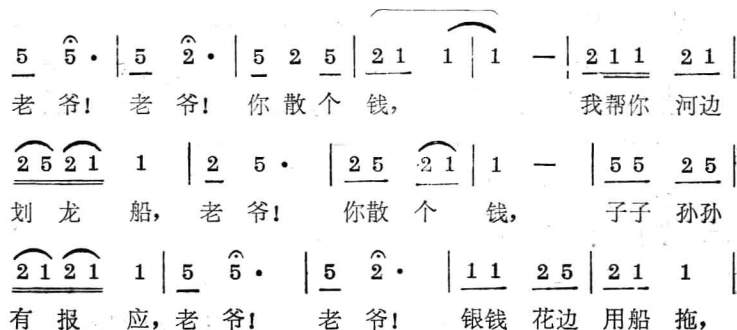 5 5 · | 5 2 · | 5 2 5 | 2 1 1 | 1 — | 2 1 1 2 1 |
老爷！ 老爷！ 你散个钱， 我帮你 河边
2 5 2 1 1 | 2 5 · | 2 5 2 1 | 1 — | 5 5 2 5 |
划龙船， 老爷！ 你散个钱， 子子 孙孙
2 1 2 1 1 | 5 5 · | 5 2 · | 1 1 2 5 | 2 1 1 |
有报应， 老爷！ 老爷！ 银钱 花边 用船拖，